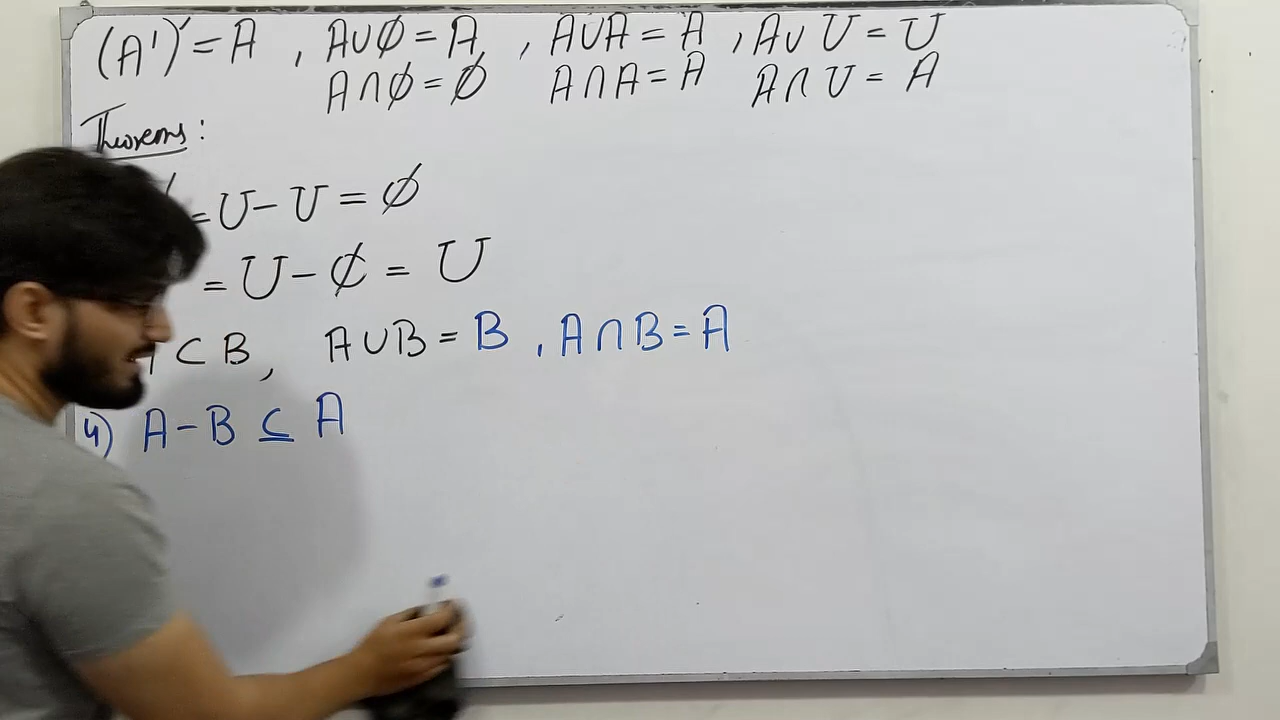 (A')' = A , A∪∅ = A , A∪A = A , A∪U = U
A∩∅ = ∅ A∩A = A A∩U = A
Theorems :
= U - U = ∅
= U - ∅ = U
⊂ B , A∪B = B , A∩B = A
4) A - B ⊆ A